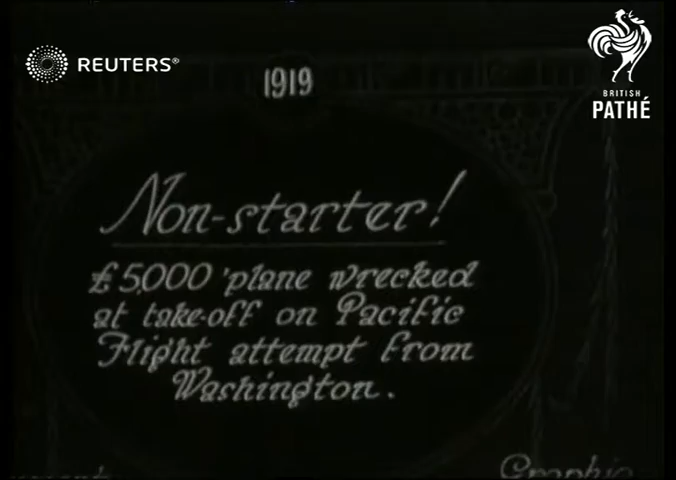 REUTERS®
BRITISH
PATHÉ
1919
Non-starter!
£5,000 'plane wrecked
at take-off on Pacific
Flight attempt from
Washington.
Graphic